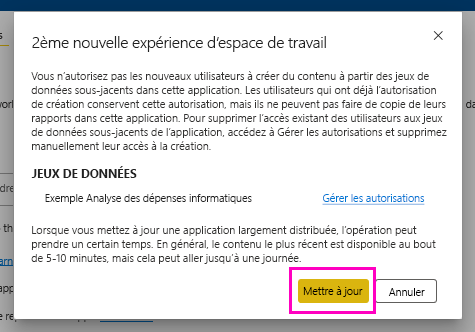 2ème nouvelle expérience d'espace de travail
Vous n'autorisez pas les nouveaux utilisateurs à créer du contenu à partir des jeux de
données sous-jacents dans cette application. Les utilisateurs qui ont déjà l'autorisation
de création conservent cette autorisation, mais ils ne peuvent pas faire de copie de leurs
rapports dans cette application. Pour supprimer l'accès existant des utilisateurs aux jeux
de données sous-jacents de l'application, accédez à Gérer les autorisations et supprimez
manuellement leur accès à la création.
JEUX DE DONNÉES
Exemple Analyse des dépenses informatiques Gérer les autorisations
Lorsque vous mettez à jour une application largement distribuée, l'opération peut
prendre un certain temps. En général, le contenu le plus récent est disponible au bout
de 5-10 minutes, mais cela peut aller jusqu'à une journée.
Mettre à jour Annuler